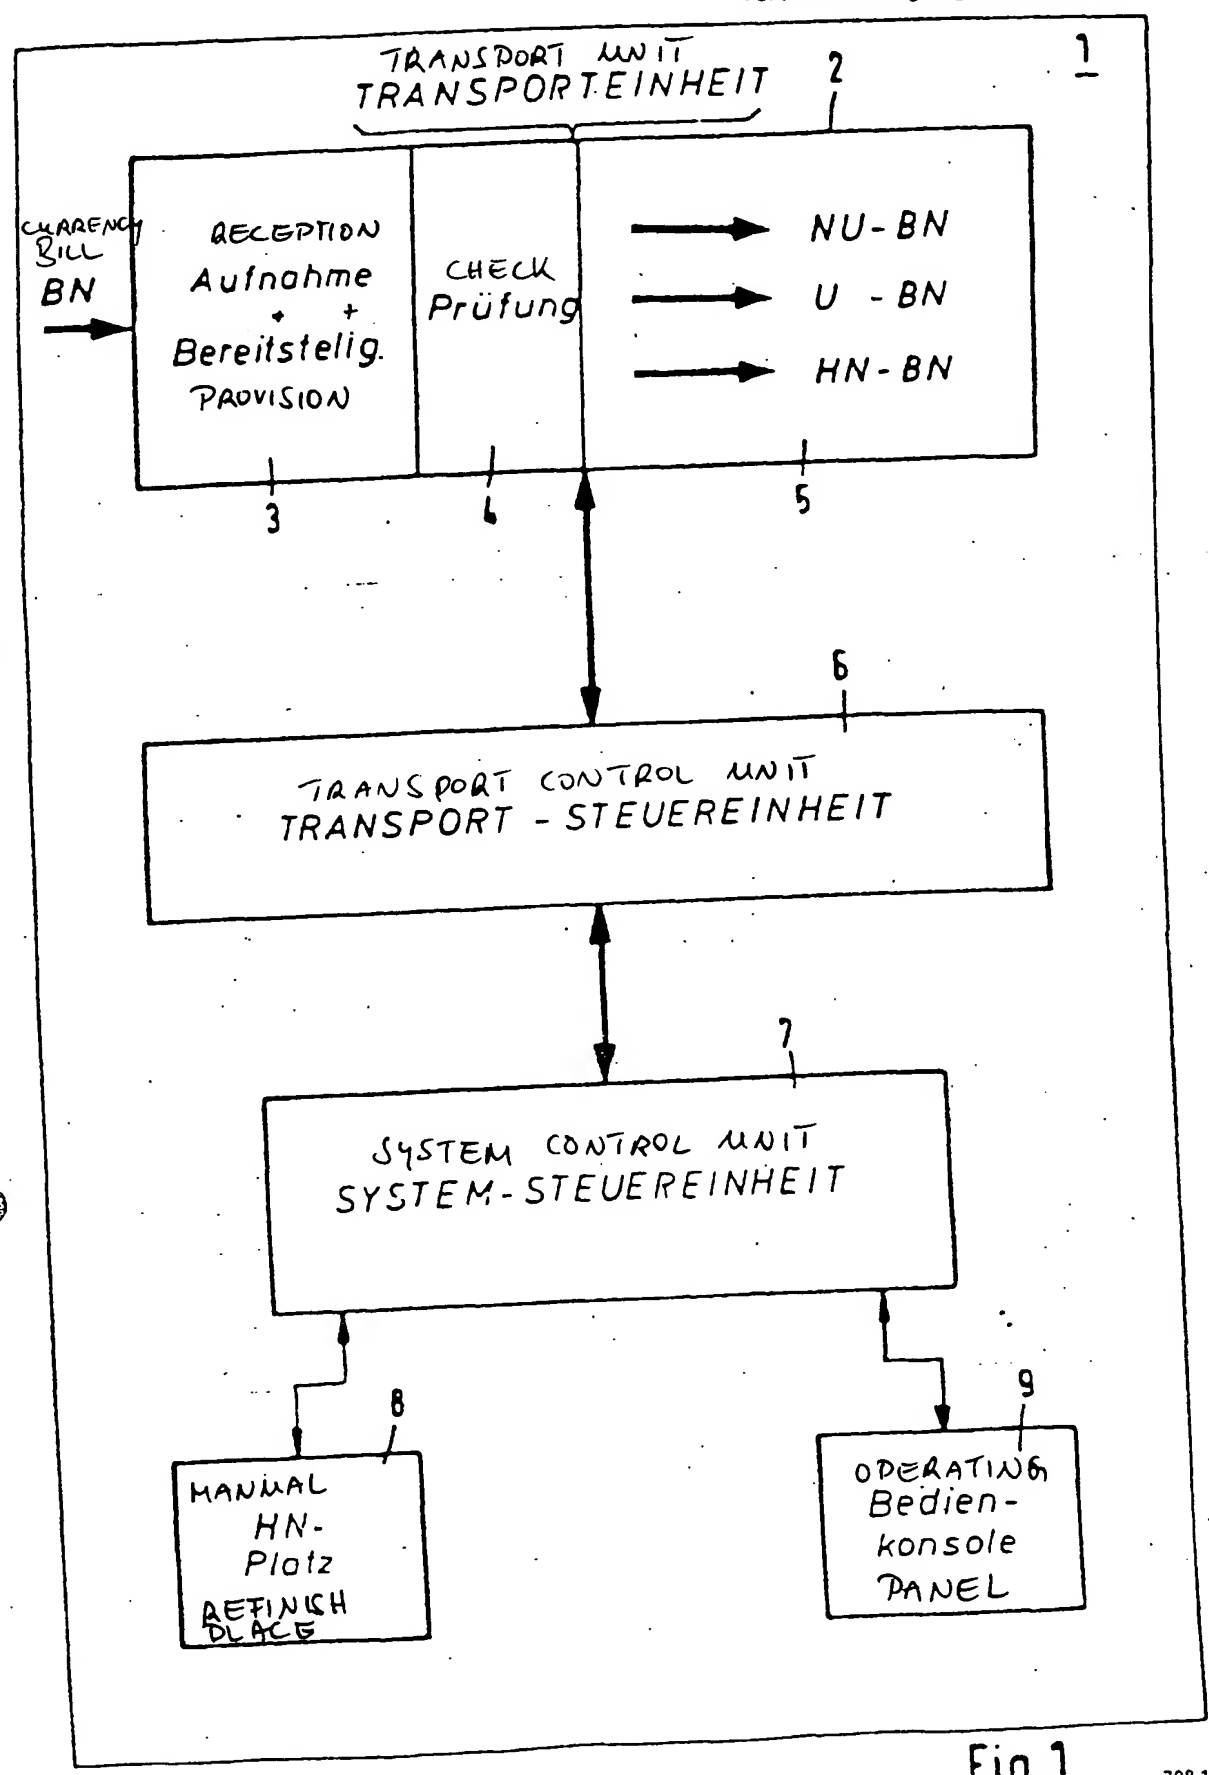 1
TRANSPORT UNIT
TRANSPORTEINHEIT
2
CURRENCY
BILL
BN
RECEPTION
Aufnahme
+ +
Bereitstellg.
PROVISION
CHECK
Prüfung
NU-BN
U - BN
HN-BN
3
4
5
6
TRANSPORT CONTROL UNIT
TRANSPORT - STEUEREINHEIT
7
SYSTEM CONTROL UNIT
SYSTEM-STEUEREINHEIT
8
MANUAL
HN-
Platz
REFINISH
PLACE
9
OPERATING
Bedien-
konsole
PANEL
Fig. 1